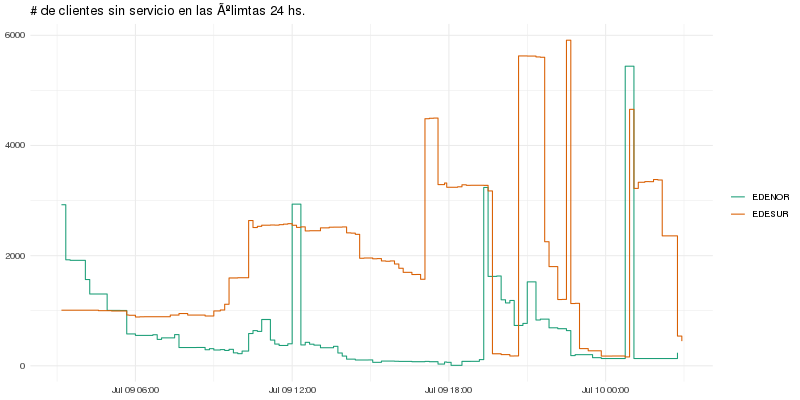 # de clientes sin servicio en las Ãºlimtas 24 hs.
6000
4000
2000
0
Jul 09 06:00
Jul 09 12:00
Jul 09 18:00
Jul 10 00:00
EDENOR
EDESUR